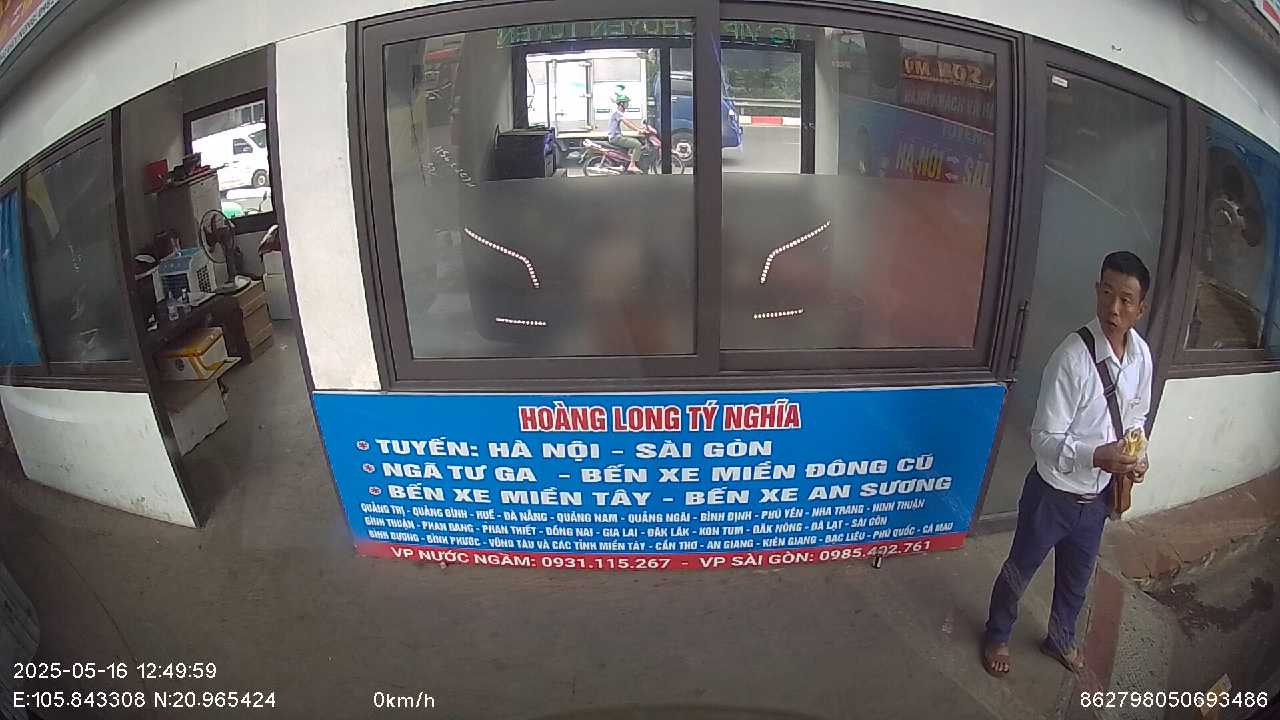 HOÀNG LONG TÝ NGHĨA
TUYẾN: HÀ NỘI - SÀI GÒN
NGÃ TƯ GA - BẾN XE MIỀN ĐÔNG CŨ
BẾN XE MIỀN TÂY - BẾN XE AN SƯƠNG
QUẢNG TRỊ - QUẢNG BÌNH - HUẾ - ĐÀ NẴNG - QUẢNG NAM - QUẢNG NGÃI - BÌNH ĐỊNH - PHÚ YÊN - NHA TRANG - NINH THUẬN
BÌNH THUẬN - PHAN RANG - PHAN THIẾT - ĐỒNG NAI - GIA LAI - ĐẮK LẮK - KON TUM - ĐĂK NÔNG - ĐÀ LẠT - SÀI GÒN
BÌNH DƯƠNG - BÌNH PHƯỚC - VŨNG TÀU VÀ CÁC TỈNH MIỀN TÂY - CẦN THƠ - AN GIANG - KIÊN GIANG - BẠC LIÊU - PHÚ QUỐC - CÀ MAU
VP NƯỚC NGẦM: 0931.115.267 - VP SÀI GÒN: 0985.402.761
2025-05-16 12:49:59
E:105.843308 N:20.965424 0km/h 862798050693486